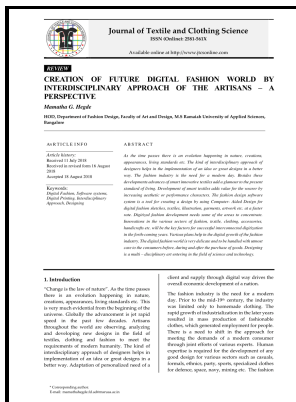 Journal of Textile and Clothing Science
ISSN (Online): 2581-561X
Available online at http://www.jtcsonline.com
REVIEW
CREATION OF FUTURE DIGITAL FASHION WORLD BY
INTERDISCIPLINARY APPROACH OF THE ARTISANS – A
PERSPECTIVE
Mamatha G. Hegde
HOD, Department of Fashion Design, Faculty of Art and Design, M.S Ramaiah University of Applied Sciences,
Bangalore
ARTICLE INFO
Article history:
Received 11 July 2018
Received in revised form 16 August
2018
Accepted 18 August 2018
Keywords:
Digital Fashion, Software systems,
Digital Printing, Interdisciplinary
Approach, Designing
ABSTRACT
As the time passes there is an evolution happening in nature, creations,
appearances, living standards etc. The kind of interdisciplinary approach of
designers helps in the implementation of an idea or great designs in a better
way. The fashion industry is the need for a modern day. Besides these
developments advances of smart interactive textiles add a glamour to the present
standard of living. Development of smart textiles adds value for the wearer by
increasing aesthetic or performance characters. The fashion design software
system is a tool for creating a design by using Computer-Aided Design for
digital fashion sketches, textiles, illustration, garments, artwork etc. at a faster
rate. Digitized fashion development needs some of the areas to be concentrated.
Innovations in the various sectors of fashion, textile, clothing, accessories,
handicrafts etc. will be the key factors for successful international digitization
in the forth coming years. Various plans help in the digital growth of the fashion
industry. The digital fashion world is very delicate and to be handled with utmost
care to the consumers before, during and after the purchase of goods. Designing
is a multi – disciplinary art entering in the field of science and technology.
1. Introduction
"Change is the law of nature". As the time passes
there is an evolution happening in nature,
creations, appearances, living standards etc. This
is very much evidential from the beginning of the
universe. Globally the advancement is jet rapid
speed in the past few decades. Artisans
throughout the world are observing, analyzing
and developing new designs in the field of
textiles, clothing and fashion to meet the
requirements of modern humanity. The kind of
interdisciplinary approach of designers helps in
implementation of an idea or great designs in a
better way. Adaptation of personalized need of a
client and supply through digital way drives the
overall economic development of a nation.
The fashion industry is the need for a modern
day. Prior to the mid-19th century, the industry
was limited only to homemade clothing. The
rapid growth of industrialization in the later years
resulted in mass production of fashionable
clothes, which generated employment for people.
There is a need to shift in the approach for
meeting the demands of a modern consumer
through joint efforts of various experts. Human
expertise is required for the development of any
good designs for various sectors such as casuals,
formals, ethnics, party, sports, specialized clothes
for defence, space, navy, mining etc. The fashion
* Corresponding author.
E-mail: mamathashegde.fd.ad@msruas.ac.in